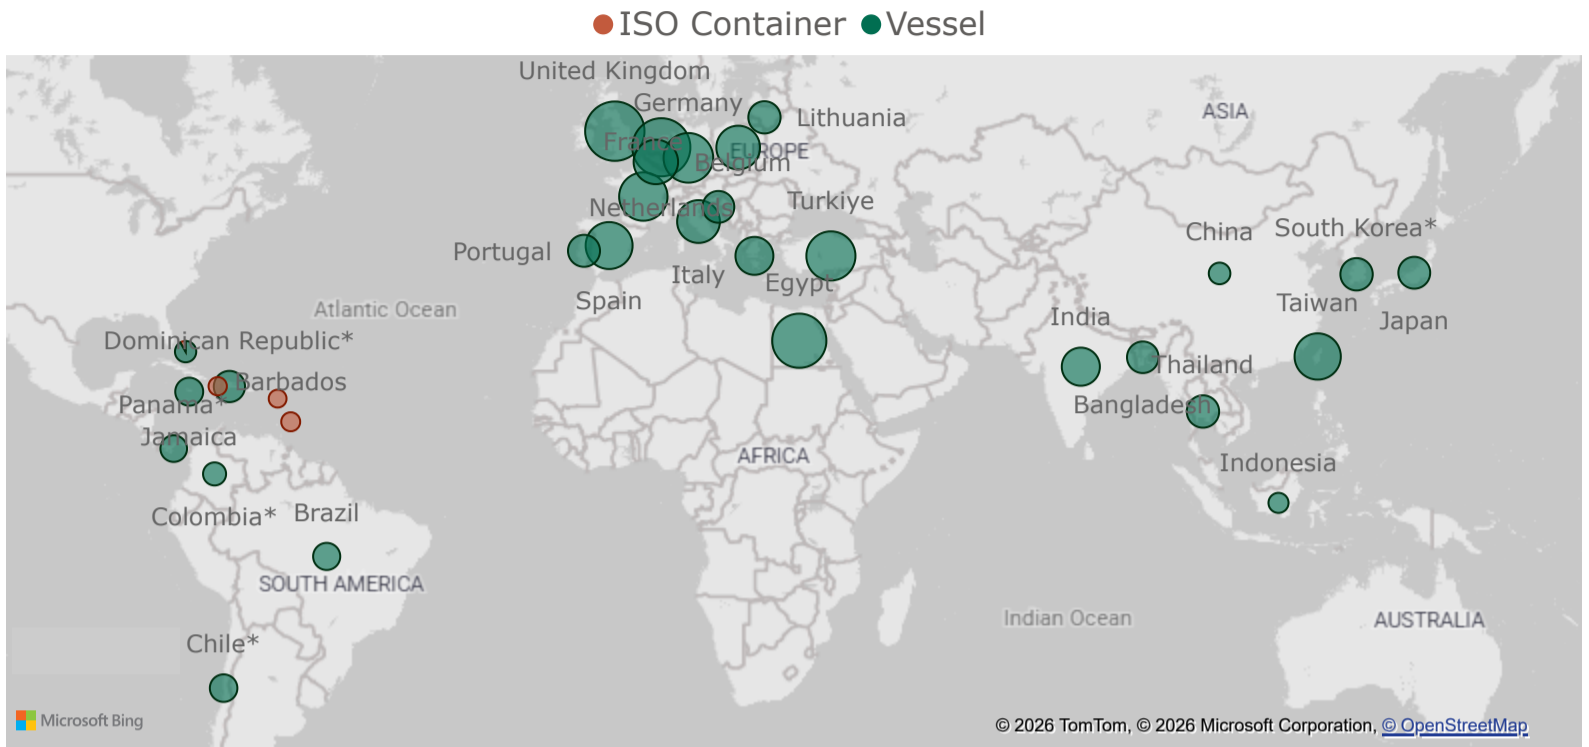 ISO Container Vessel
United Kingdom
Germany
Lithuania
ASIA
France
EUROPE
Belgium
Netherlands
Turkiye
Portugal
Italy
Egypt
Spain
China
South Korea*
Taiwan
Japan
India
Thailand
Bangladesh
Indonesia
Atlantic Ocean
Dominican Republic*
Barbados
Panama*
Jamaica
Colombia*
Brazil
SOUTH AMERICA
Chile*
AFRICA
Indian Ocean
AUSTRALIA
Microsoft Bing
© 2026 TomTom, © 2026 Microsoft Corporation, © OpenStreetMap